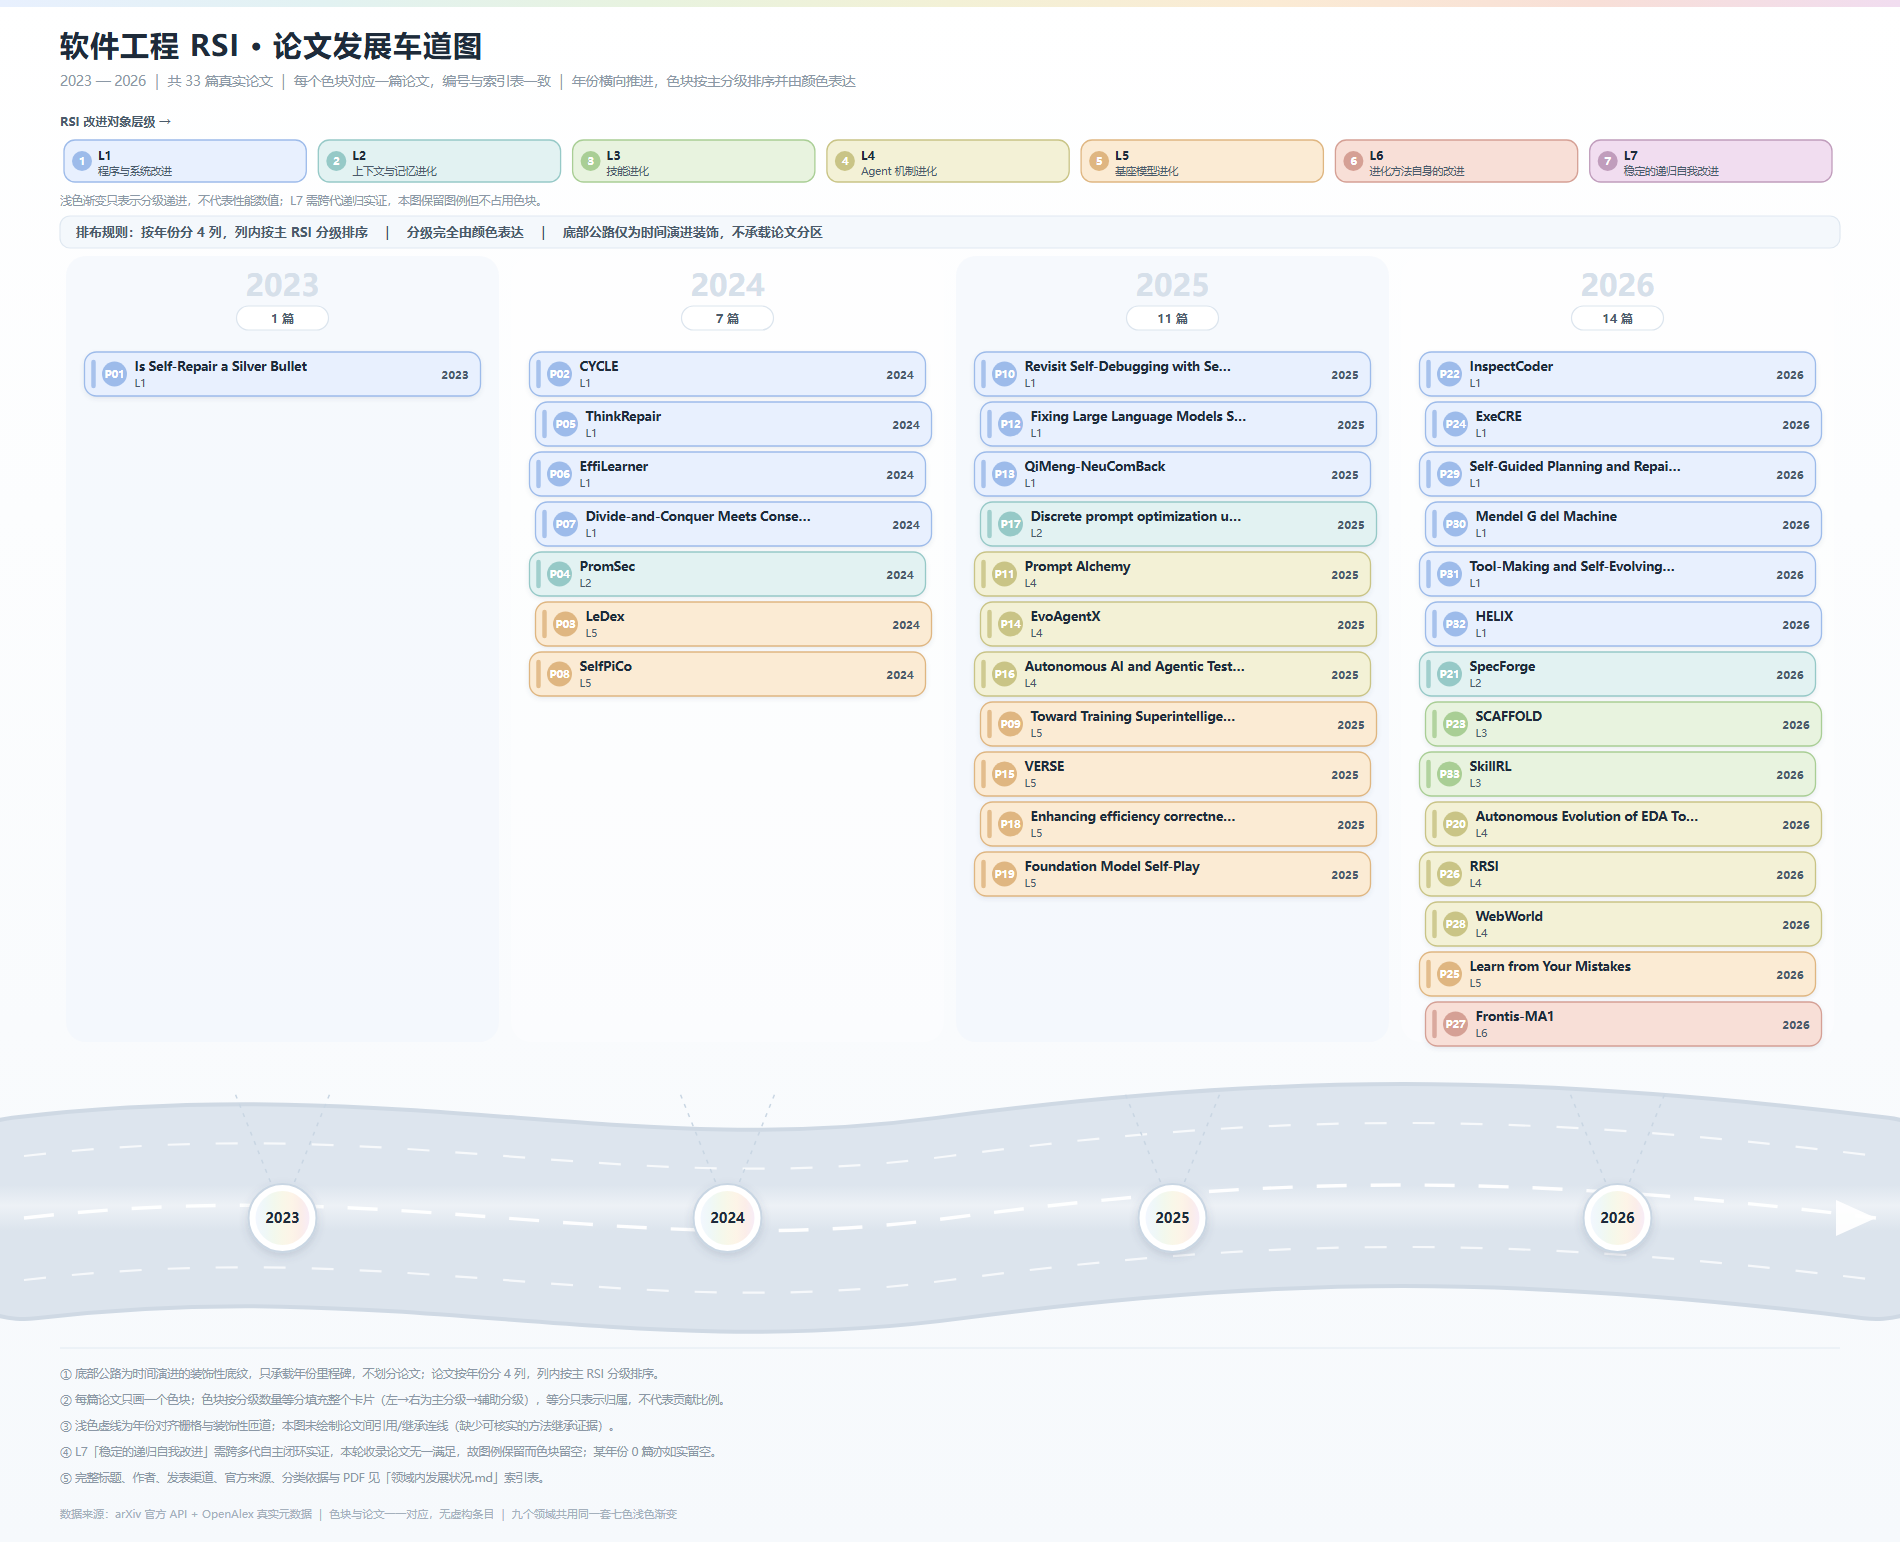 软件工程 RSI • 论文发展车道图
2023 — 2026 | 共 33 篇真实论文 | 每个色块对应一篇论文，编号与索引表一致 | 年份横向推进，色块按主分级排序并由颜色表达
RSI 改进对象层级 →
1 L1 程序与系统改进
2 L2 上下文与记忆进化
3 L3 技能进化
4 L4 Agent 机制进化
5 L5 基座模型进化
6 L6 进化方法自身的改进
7 L7 稳定的递归自我改进
浅色渐变只表示分级递进，不代表性能数值；L7 需跨代递归实证，本图保留图例但不占用色块。
排布规则：按年份分 4 列，列内按主 RSI 分级排序 | 分级完全由颜色表达 | 底部公路仅为时间演进装饰，不承载论文分区
2023
1 篇
P01 Is Self-Repair a Silver Bullet 2023
L1
2024
7 篇
P02 CYCLE 2024
L1
P05 ThinkRepair 2024
L1
P06 EffiLearner 2024
L1
P07 Divide-and-Conquer Meets Conse... 2024
L1
P04 PromSec 2024
L2
P03 LeDex 2024
L5
P08 SelfPiCo 2024
L5
2025
11 篇
P10 Revisit Self-Debugging with Se... 2025
L1
P12 Fixing Large Language Models S... 2025
L1
P13 QiMeng-NeuComBack 2025
L1
P17 Discrete prompt optimization u... 2025
L2
P11 Prompt Alchemy 2025
L4
P14 EvoAgentX 2025
L4
P16 Autonomous AI and Agentic Test... 2025
L4
P09 Toward Training Superintellige... 2025
L5
P15 VERSE 2025
L5
P18 Enhancing efficiency correctne... 2025
L5
P19 Foundation Model Self-Play 2025
L5
2026
14 篇
P22 InspectCoder 2026
L1
P24 ExeCRE 2026
L1
P29 Self-Guided Planning and Repai... 2026
L1
P30 Mendel G del Machine 2026
L1
P31 Tool-Making and Self-Evolving... 2026
L1
P32 HELIX 2026
L1
P21 SpecForge 2026
L2
P23 SCAFFOLD 2026
L3
P33 SkillRL 2026
L3
P20 Autonomous Evolution of EDA To... 2026
L4
P26 RRSI 2026
L4
P28 WebWorld 2026
L4
P25 Learn from Your Mistakes 2026
L5
P27 Frontis-MA1 2026
L6
2023
2024
2025
2026
① 底部公路为时间演进的装饰性底纹，只承载年份里程碑，不划分论文；论文按年份分 4 列，列内按主 RSI 分级排序。
② 每篇论文只画一个色块；色块按分级数量等分填充整个卡片（左→右为主分级→辅助分级），等分只表示归属，不代表贡献比例。
③ 浅色虚线为年份对齐栅格与装饰性匝道；本图未绘制论文间引用/继承连线（缺少可核实的方法继承证据）。
④ L7「稳定的递归自我改进」需跨多代自主闭环实证，本轮收录论文无一满足，故图例保留而色块留空；某年份 0 篇亦如实留空。
⑤ 完整标题、作者、发表渠道、官方来源、分类依据与 PDF 见「领域内发展状况.md」索引表。
数据来源：arXiv 官方 API + OpenAlex 真实元数据 | 色块与论文一一对应，无虚构条目 | 九个领域共用同一套七色浅色渐变